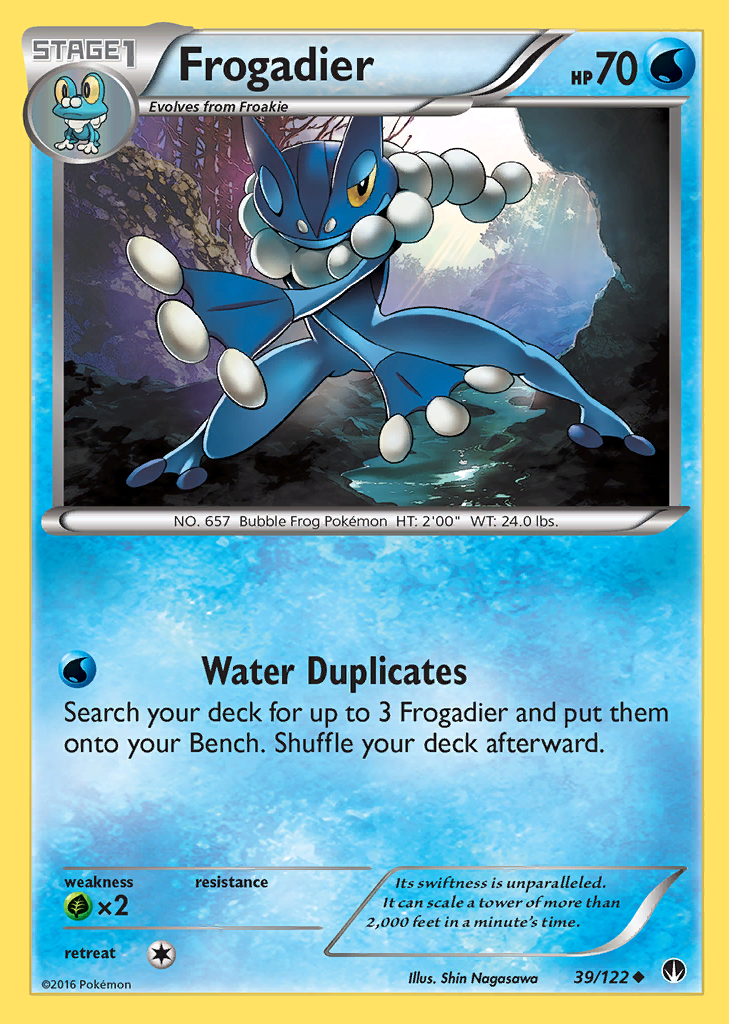 STAGE1
Frogadier
HP 70
Evolves from Froakie
NO. 657 Bubble Frog Pokémon HT: 2'00" WT: 24.0 lbs.
Water Duplicates
Search your deck for up to 3 Frogadier and put them
onto your Bench. Shuffle your deck afterward.
weakness
×2
resistance
retreat
Its swiftness is unparalleled.
It can scale a tower of more than
2,000 feet in a minute's time.
©2016 Pokémon
Illus. Shin Nagasawa
39/122